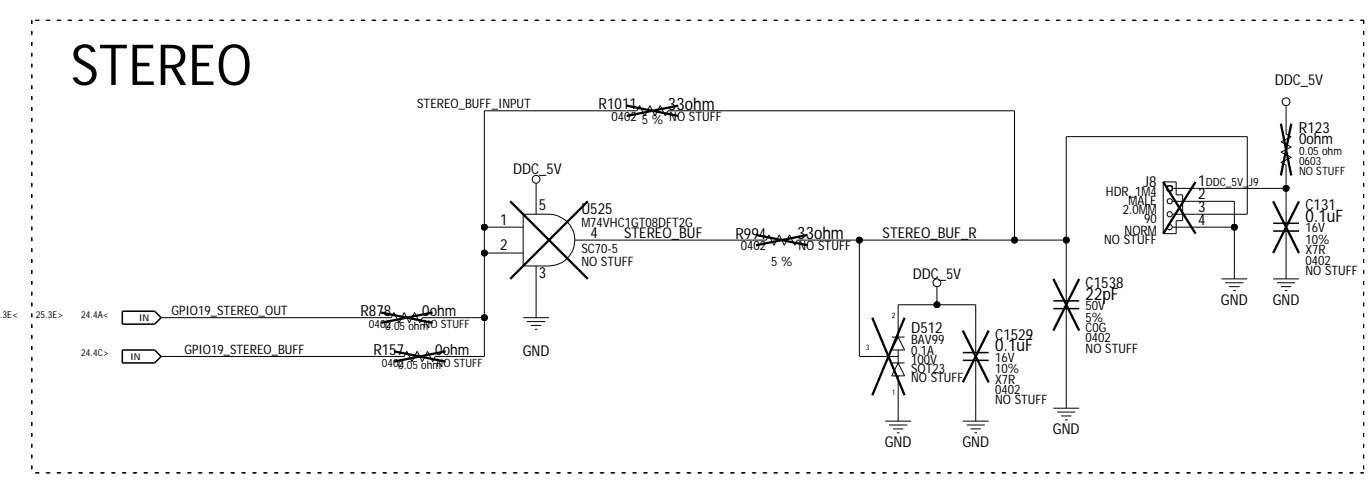 STEREO
STEREO_BUFF_INPUT
R1011 33ohm
0402 5 % NO STUFF
DDC_5V
5
1
2
4
3
U525
M74VHC1GT08DFT2G
SC70-5
NO STUFF
GND
STEREO_BUF
R994 33ohm
0402 NO STUFF
5 %
STEREO_BUF_R
.3E<
25.3E>
24.4A<
IN
GPIO19_STEREO_OUT
R878 0ohm
0402 0.05 ohm NO STUFF
24.4C>
IN
GPIO19_STEREO_BUFF
R157 0ohm
0402 0.05 ohm NO STUFF
DDC_5V
2
3
1
D512
BAV99
0.1A
100V
SOT23
NO STUFF
GND
C1529
0.1uF
16V
10%
X7R
0402
NO STUFF
GND
C1538
22pF
50V
5%
C0G
0402
NO STUFF
GND
J8
HDR_1M4
MALE
2.0MM
90
NORM
NO STUFF
1
2
3
4
DDC_5V_J9
GND
DDC_5V
R123
0ohm
0.05 ohm
0603
NO STUFF
C131
0.1uF
16V
10%
X7R
0402
NO STUFF
GND